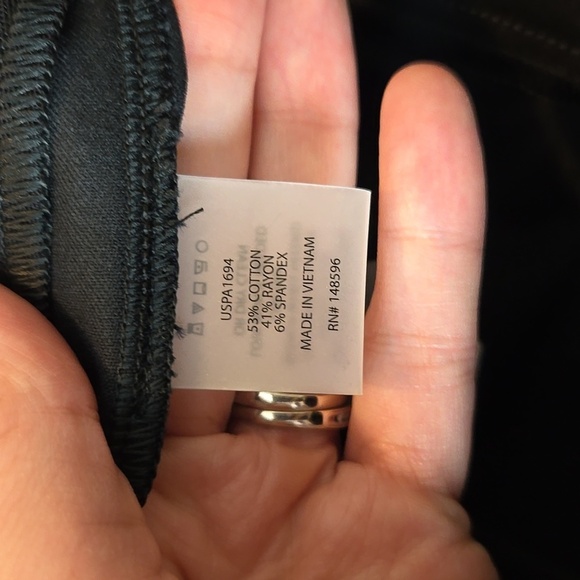 USPA1694
53% COTTON
41% RAYON
6% SPANDEX
MADE IN VIETNAM
RN# 148596